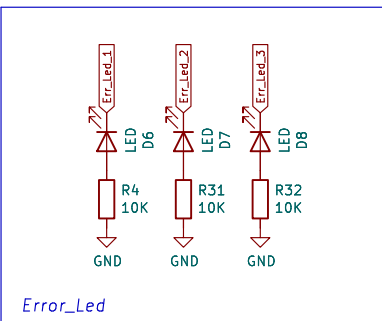 Err_Led_1
Err_Led_2
Err_Led_3
LED
D6
LED
D7
LED
D8
R4
10K
R31
10K
R32
10K
GND
GND
GND
Error_Led